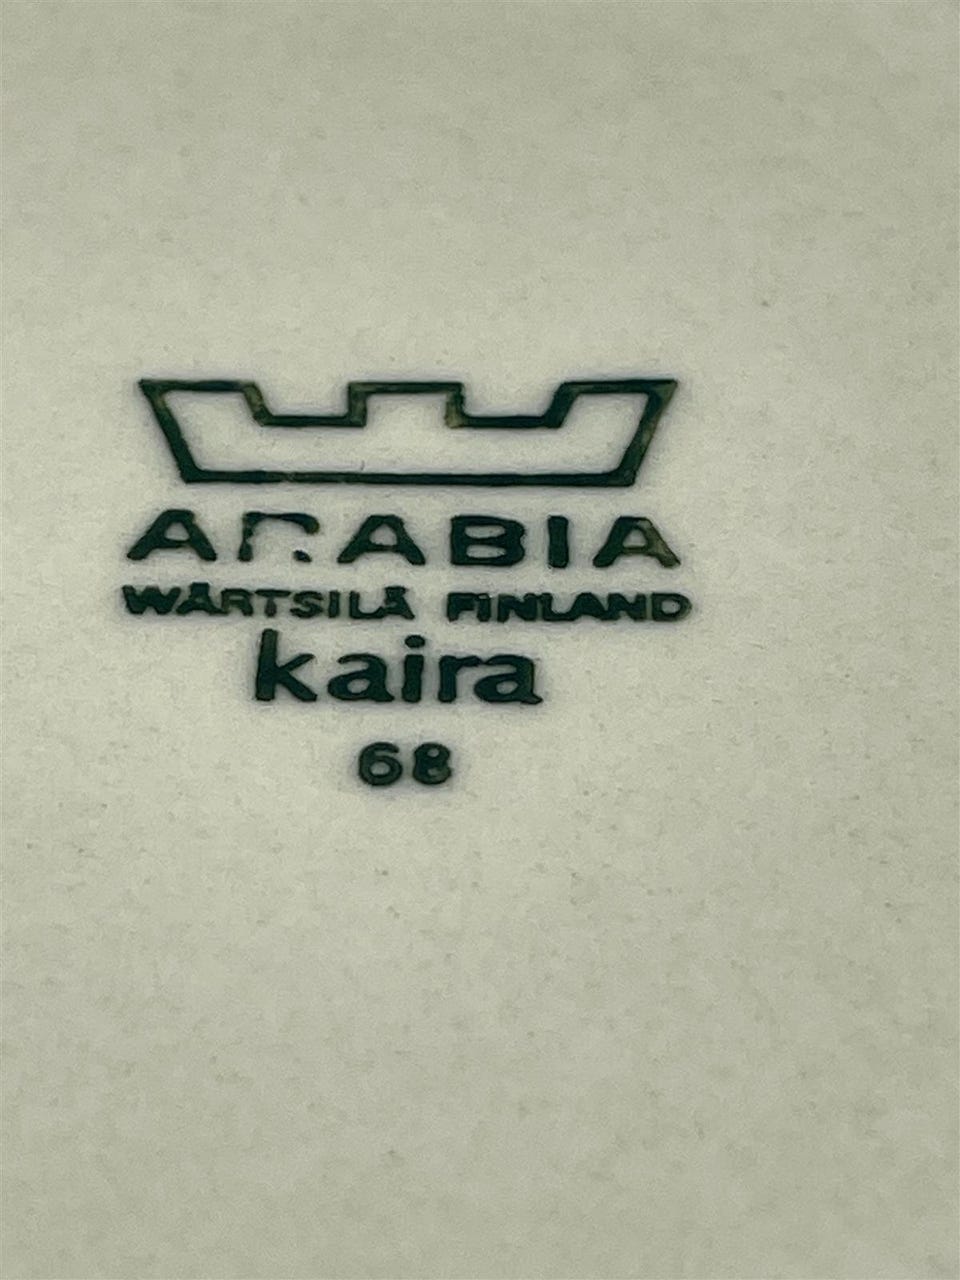 ARABIA
WÄRTSILÄ FINLAND
kaira
68